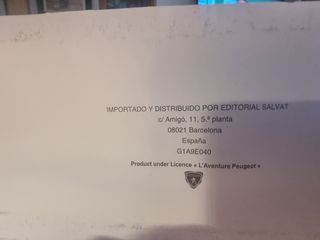 IMPORTADO Y DISTRIBUIDO POR EDITORIAL SALVAT
c/ Amigó, 11, 5.ª planta
08021 Barcelona
España
G1A9E040
Product under Licence « L'Aventure Peugeot »